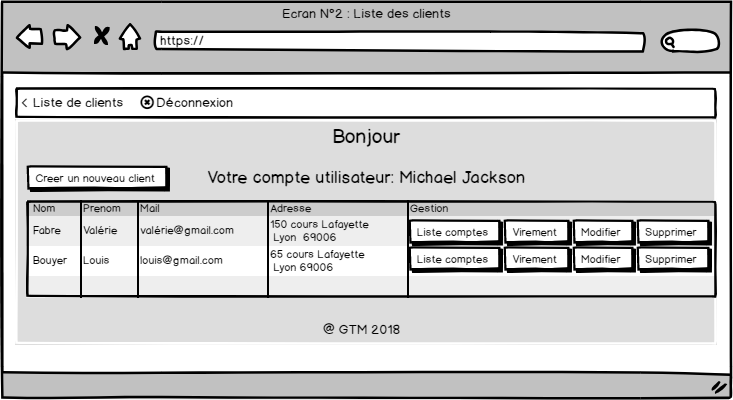 Ecran N°2 : Liste des clients
https://
< Liste de clients Déconnexion
Bonjour
Creer un nouveau client
Votre compte utilisateur: Michael Jackson
Nom Prenom Mail Adresse Gestion
Fabre Valérie valérie@gmail.com 150 cours Lafayette
Lyon 69006
Liste comptes Virement Modifier Supprimer
Bouyer Louis louis@gmail.com 65 cours Lafayette
Lyon 69006
Liste comptes Virement Modifier Supprimer
@ GTM 2018